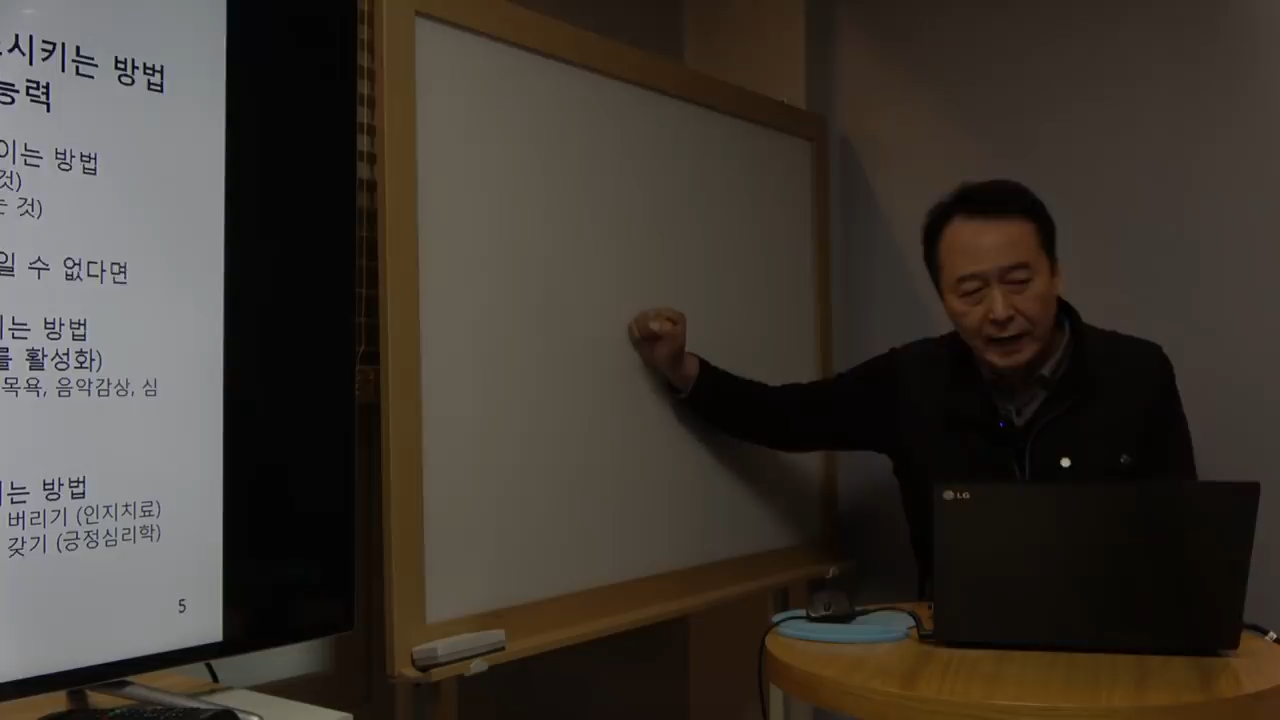 시키는 방법
능력
이는 방법
것)
는 것)
일 수 없다면
는 방법
를 활성화)
목욕, 음악감상, 심
는 방법
버리기 (인지치료)
갖기 (긍정심리학)
5
LG